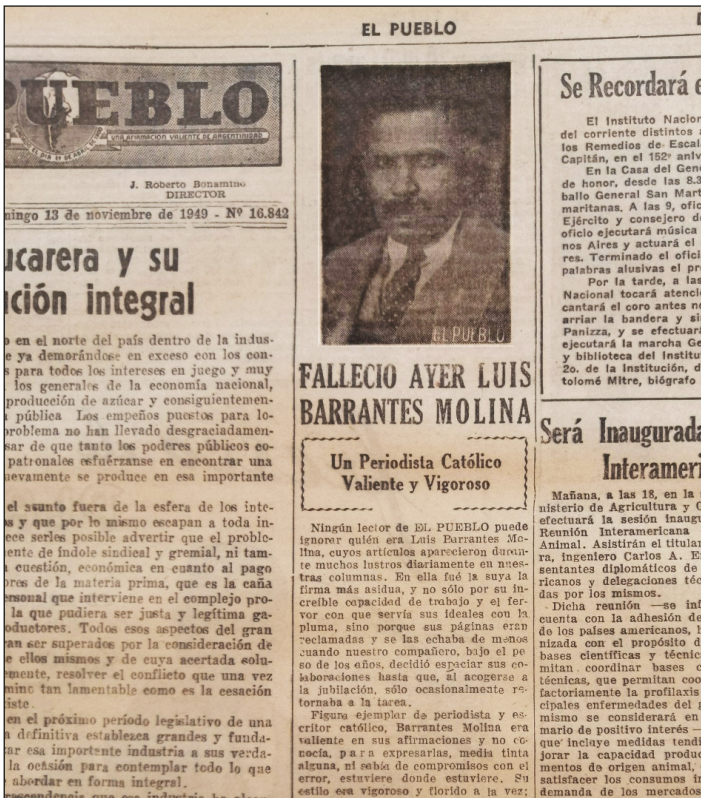 EL PUEBLO
PUEBLO
UNA AFIRMACION VALIENTE DE ARGENTINIDAD
J. Roberto Bonamino
DIRECTOR
mingo 13 de noviembre de 1949 - Nº 16.842
ucarera y su
ción integral
o en el norte del país dentro de la indus-
e ya demorándose en exceso con los con-
s para todos los intereses en juego y muy
los generales de la economía nacional,
producción de azúcar y consiguientemen-
pública. Los empeños puestos para lo-
problema no han llevado desgraciadamen-
sar de que tanto los poderes públicos co-
patronales esfuérzanse en encontrar una
uevamente se produce en esa importante
el asunto fuera de la esfera de los inte-
s y que por lo mismo escapan a toda in-
ece serles posible advertir que el proble-
ente de índole sindical y gremial, ni tam-
cuestión, económica en cuanto al pago
ores de la materia prima, que es la caña
ersonal que interviene en el complejo pro-
la que pudiera ser justa y legítima ga-
oductores. Todos esos aspectos del gran
ran ser superados por la consideración de
e ellos mismos y de cuya acertada solu-
emente, resolver el conflicto que una vez
mino tan lamentable como es la cesación
iste.
en el próximo período legislativo de una
n definitiva establezca grandes y funda-
car esa importante industria a sus verda-
la ocasión para contemplar todo lo que
abordar en forma integral.
EL PUEBLO
FALLECIO AYER LUIS
BARRANTES MOLINA
Un Periodista Católico
Valiente y Vigoroso
Ningún lector de EL PUEBLO puede
ignorar quién era Luis Barrantes Mo-
lina, cuyos artículos aparecieron duran-
te muchos lustros diariamente en nues-
tras columnas. En ella fué la suya la
firma más asidua, y no sólo por su in-
creíble capacidad de trabajo y el fer-
vor con que servía sus ideales con la
pluma, sino porque sus páginas eran
reclamadas y se las echaba de menos
cuando nuestro compañero, bajo el pe
so de los años, decidió espaciar sus co-
laboraciones hasta que, al acogerse a
la jubilación, sólo ocasionalmente re-
tornaba a la tarea.
Figura ejemplar de periodista y es-
critor católico, Barrantes Molina era
valiente en sus afirmaciones y no co-
nocía, para expresarlas, media tinta
alguna, ni sabía de compromisos con el
error, estuviere donde estuviere. Su
estilo era vigoroso y florido a la vez;
Se Recordará e
El Instituto Nacion
del corriente distintos a
los Remedios de Escal
Capitán, en el 152º aniv
En la Casa del Gene
de honor, desde las 8.3
ballo General San Mart
maritanas. A las 9, ofic
Ejército y consejero d
oficio ejecutará música
nos Aires y actuará el
res. Terminado el ofici
palabras alusivas el pr
Por la tarde, a las
Nacional tocará atenció
cantará el coro antes no
arriar la bandera y si
Panizza, y se efectuará
ejecutará la marcha Ge
y biblioteca del Institut
2o. de la Institución, d
tolomé Mitre, biógrafo
Será Inaugurada
Interameri
Mañana, a las 18, en la
nisterio de Agricultura y G
efectuará la sesión inaugu
Reunión Interamericana
Animal. Asistirán el titular
ra, ingeniero Carlos A. E
sentantes diplomáticos de
ricanos y delegaciones téc
das por los mismos.
Dicha reunión —se inf
cuenta con la adhesión de
de los países americanos, h
nizada con el propósito d
bases científicas y técnic
mitan coordinar bases c
técnicas, que permitan coo
factoriamente la profilaxis
cipales enfermedades del g
mismo se considerará en
mario de positivo interés —
que incluye medidas tendi
jorar la capacidad produc
mentos de origen animal,
satisfacer los consumos in
demanda de los mercados